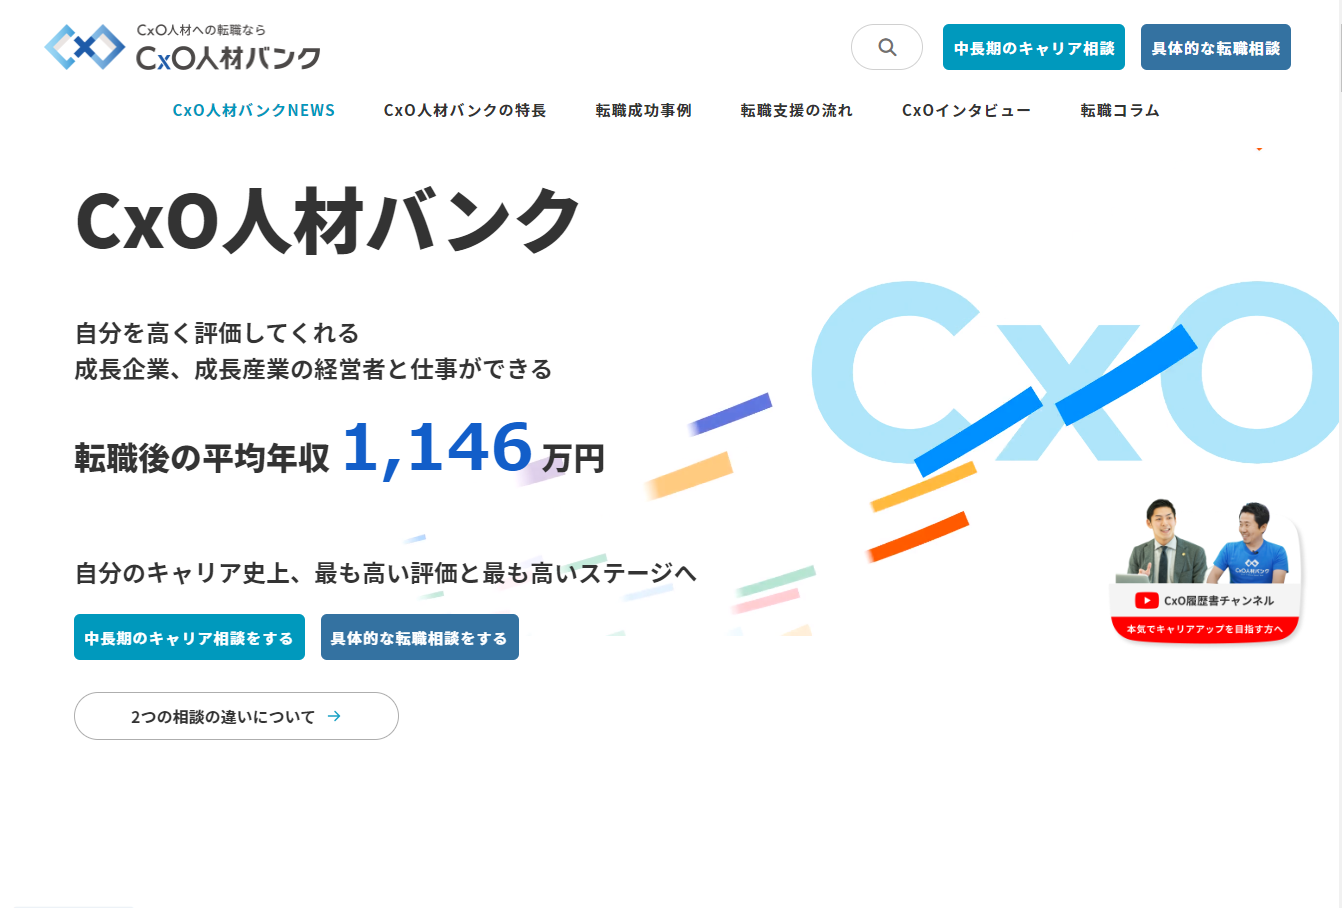 CxO人材への転職なら
CxO人材バンク
中長期のキャリア相談
具体的な転職相談
CxO人材バンクNEWS
CxO人材バンクの特長
転職成功事例
転職支援の流れ
CxOインタビュー
転職コラム
CxO人材バンク
自分を高く評価してくれる
成長企業、成長産業の経営者と仕事ができる
転職後の平均年収 1,146 万円
CxO
自分のキャリア史上、最も高い評価と最も高いステージへ
中長期のキャリア相談をする
具体的な転職相談をする
2つの相談の違いについて
CxO人材バンク
CxO履歴書チャンネル
本気でキャリアアップを目指す方へ